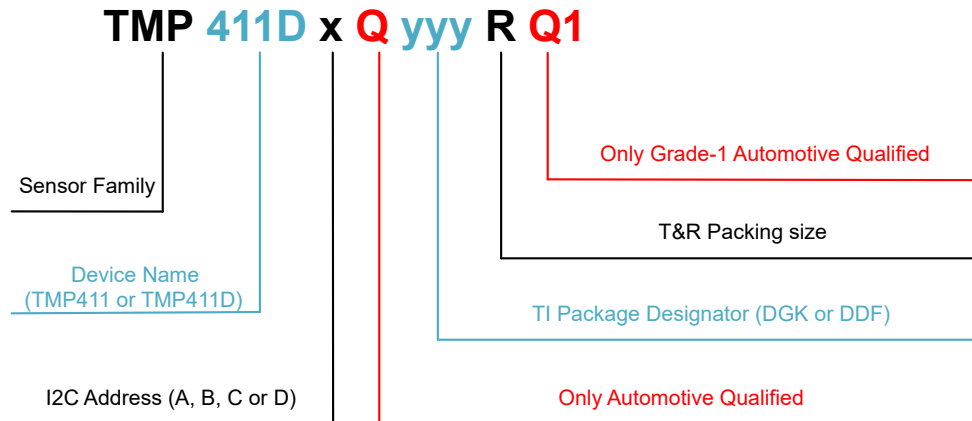 TMP 411D x Q yyy R Q1
Only Grade-1 Automotive Qualified
Sensor Family
T&R Packing size
Device Name
(TMP411 or TMP411D)
TI Package Designator (DGK or DDF)
I2C Address (A, B, C or D)
Only Automotive Qualified